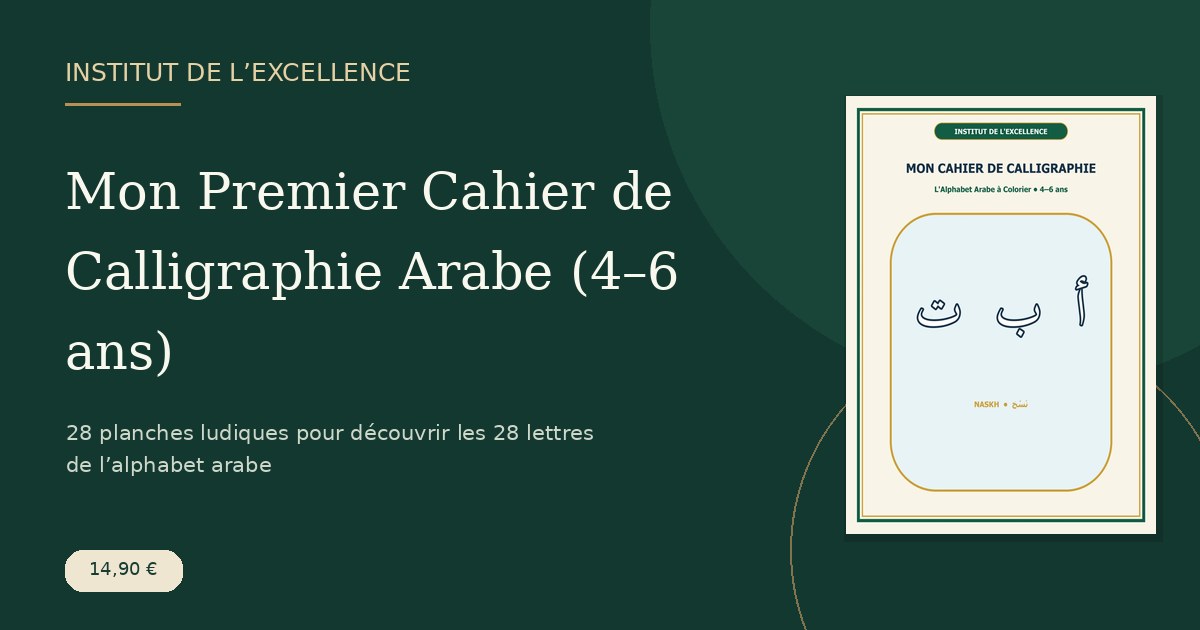 INSTITUT DE L’EXCELLENCE
Mon Premier Cahier de
Calligraphie Arabe (4–6
ans)
28 planches ludiques pour découvrir les 28 lettres
de l’alphabet arabe
14,90 €
INSTITUT DE L'EXCELLENCE
MON CAHIER DE CALLIGRAPHIE
L'Alphabet Arabe à Colorier • 4–6 ans
أ ب ت
NASKH • نَسْخ